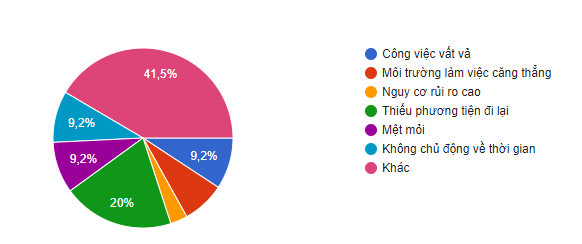 41,5%
9,2%
9,2%
9,2%
20%
Công việc vất vả
Môi trường làm việc căng thẳng
Nguy cơ rủi ro cao
Thiếu phương tiện đi lại
Mệt mỏi
Không chủ động về thời gian
Khác